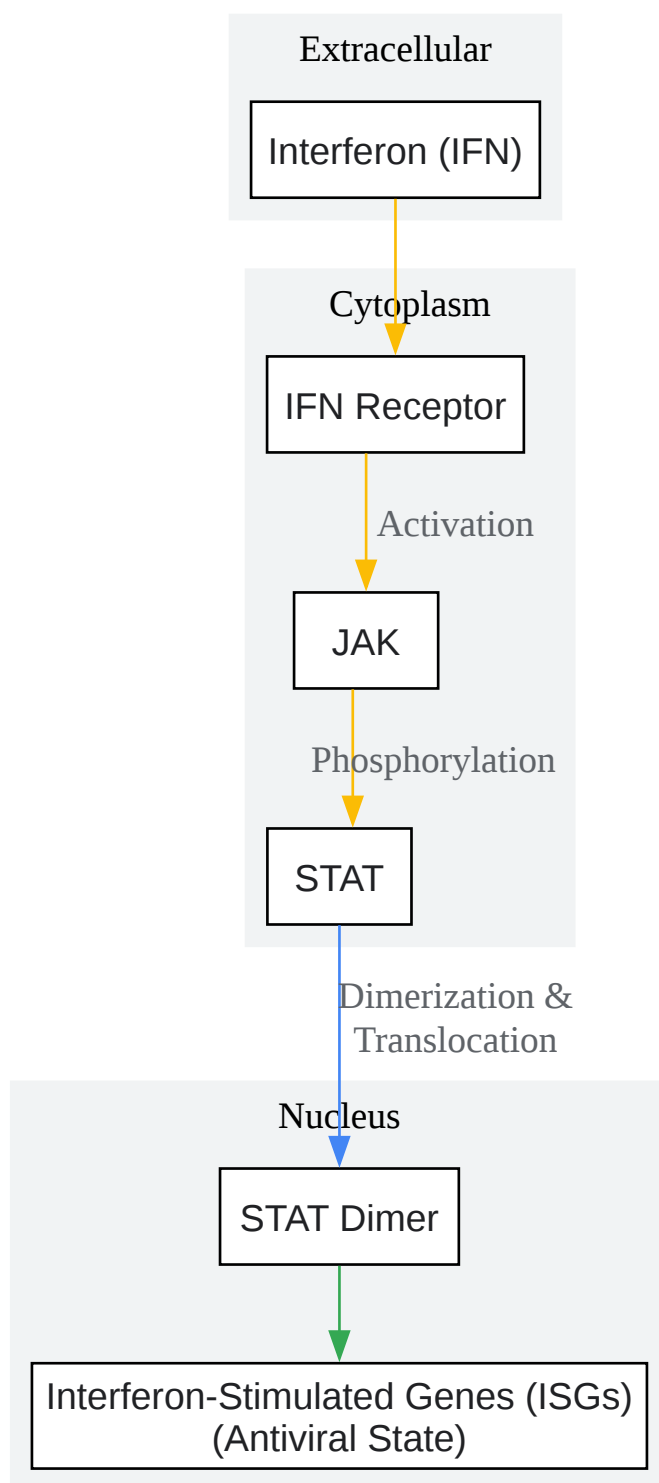 Extracellular
Interferon (IFN)
Cytoplasm
IFN Receptor
Activation
JAK
Phosphorylation
STAT
Dimerization &
Translocation
Nucleus
STAT Dimer
Interferon-Stimulated Genes (ISGs)
(Antiviral State)